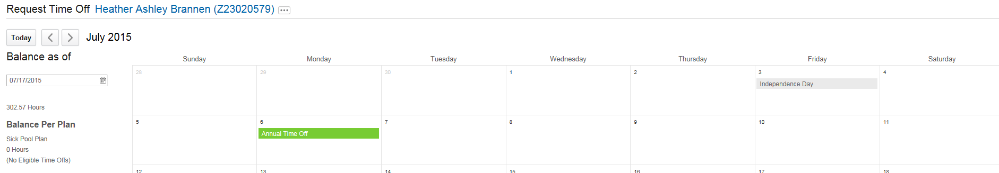 Request Time Off Heather Ashley Brannen (Z23020579)
Today July 2015
Balance as of
Sunday Monday Tuesday Wednesday Thursday Friday Saturday
28 29 30 1 2 3 4
07/17/2015
Independence Day
302.57 Hours
5 6 7 8 9 10 11
Balance Per Plan
Annual Time Off
Sick Pool Plan
0 Hours
(No Eligible Time Offs)
12 13 14 15 16 17 18